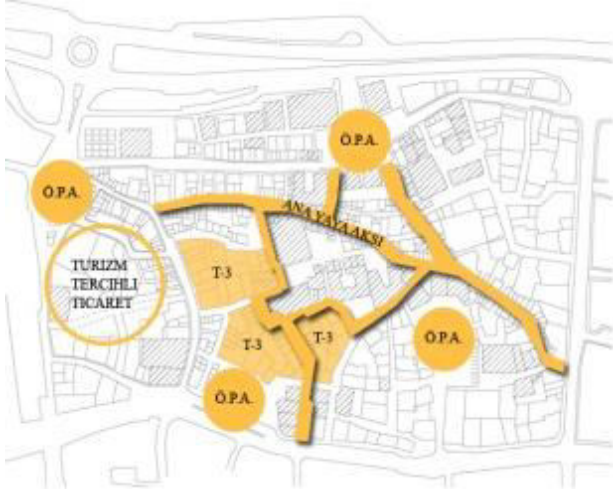 Ö.P.A.
Ö.P.A.
ANA YAYA AKSI
TURIZM
TERCIHLI
TICARET
T-3
T-3
T-3
Ö.P.A.
Ö.P.A.